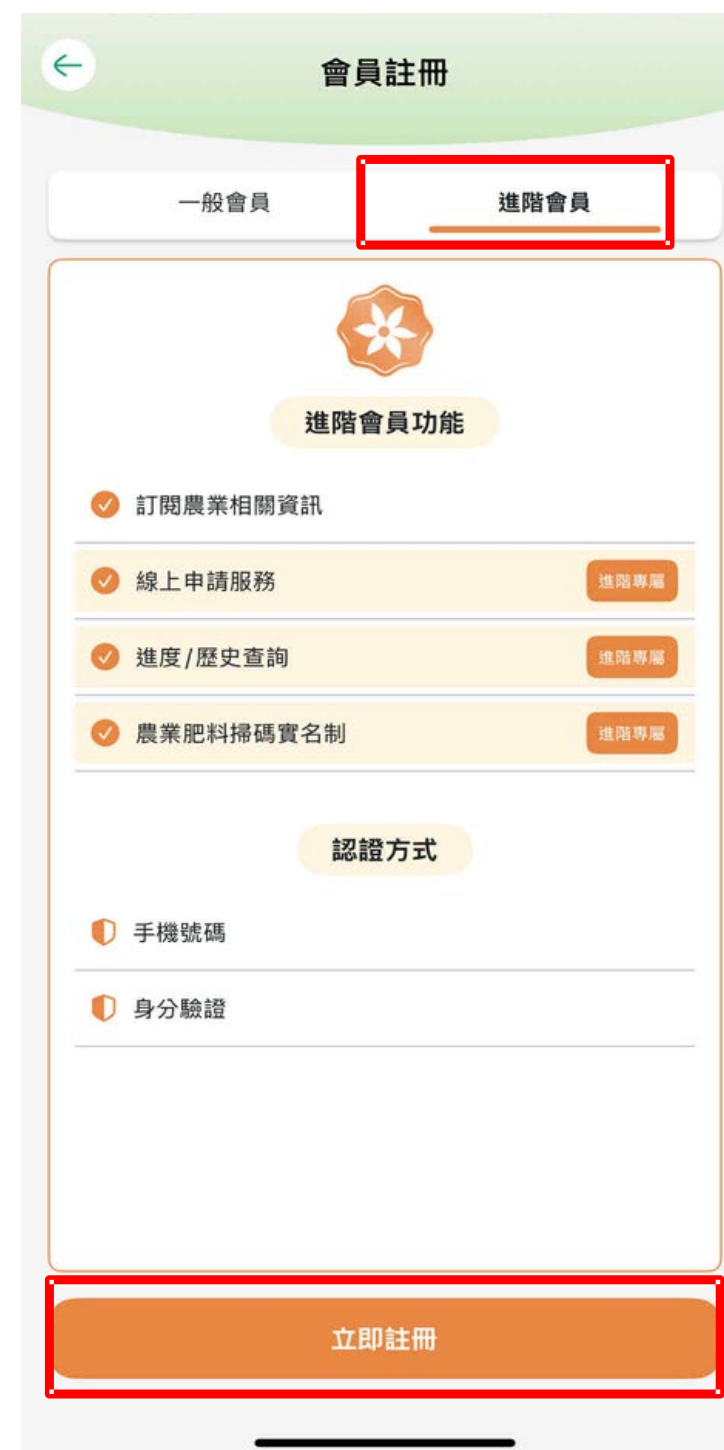 會員註冊
一般會員
進階會員
進階會員功能
訂閱農業相關資訊
線上申請服務
進階專屬
進度/歷史查詢
進階專屬
農業肥料掃碼實名制
進階專屬
認證方式
手機號碼
身分驗證
立即註冊